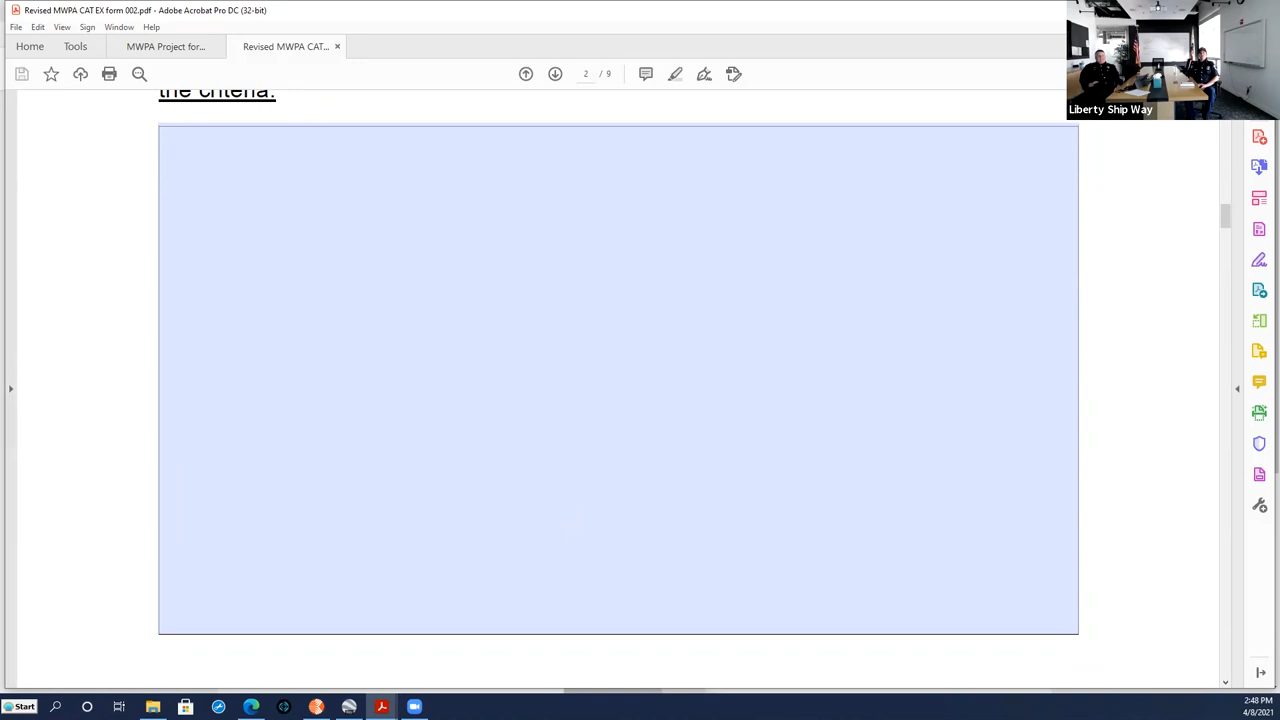 Revised MWPA CAT EX form 002.pdf - Adobe Acrobat Pro DC (32-bit)
File Edit View Sign Window Help
Home Tools MWPA Project for... Revised MWPA CAT... ×
2 / 9
the criteria.
Liberty Ship Way
Start
2:48 PM
4/8/2021